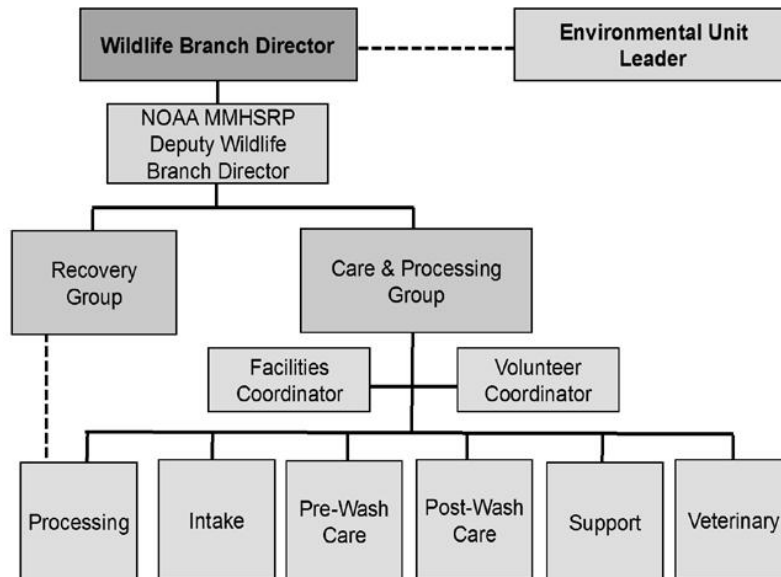 Wildlife Branch Director
Environmental Unit
Leader
NOAA MMHSRP
Deputy Wildlife
Branch Director
Recovery
Group
Care & Processing
Group
Facilities
Coordinator
Volunteer
Coordinator
Processing
Intake
Pre-Wash
Care
Post-Wash
Care
Support
Veterinary